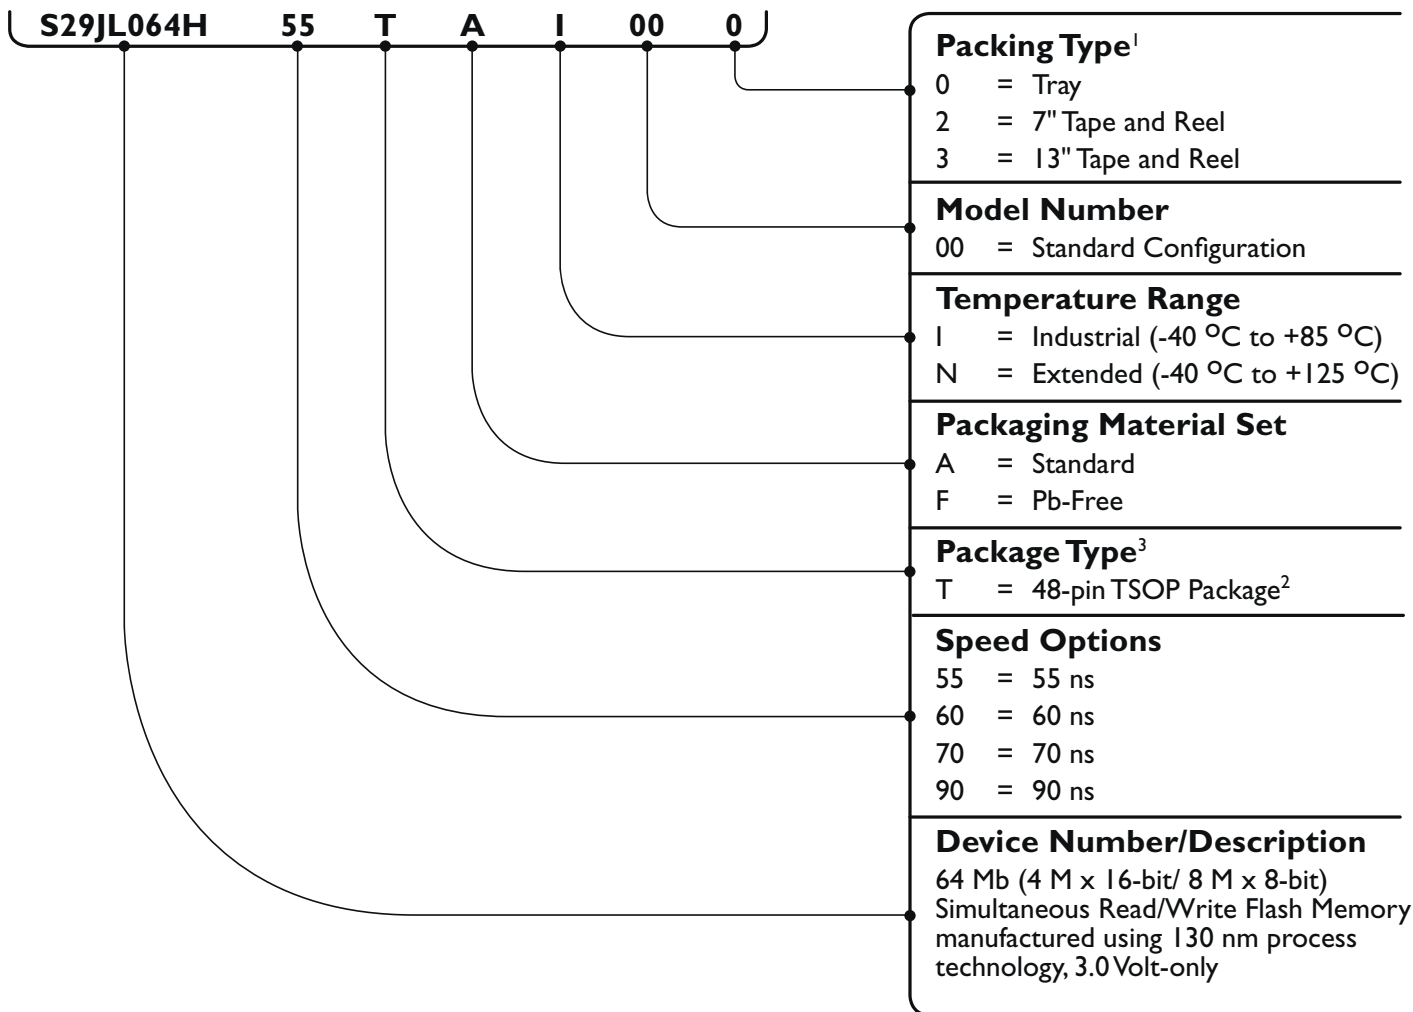 S29JL064H 55 T A I 00 0
Packing Type1
0 = Tray
2 = 7" Tape and Reel
3 = 13" Tape and Reel
Model Number
00 = Standard Configuration
Temperature Range
I = Industrial (-40 °C to +85 °C)
N = Extended (-40 °C to +125 °C)
Packaging Material Set
A = Standard
F = Pb-Free
Package Type3
T = 48-pin TSOP Package2
Speed Options
55 = 55 ns
60 = 60 ns
70 = 70 ns
90 = 90 ns
Device Number/Description
64 Mb (4 M x 16-bit/ 8 M x 8-bit)
Simultaneous Read/Write Flash Memory
manufactured using 130 nm process
technology, 3.0 Volt-only